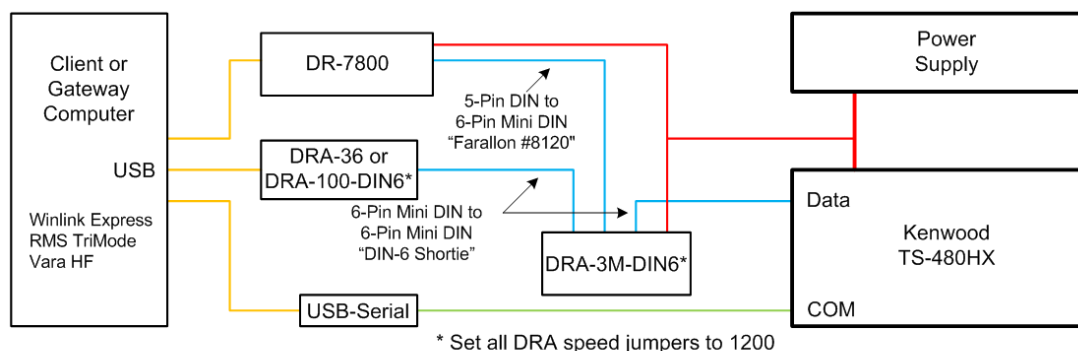 Client or
Gateway
Computer
USB
Winlink Express
RMS TriMode
Vara HF
DR-7800
5-Pin DIN to
6-Pin Mini DIN
“Farallon #8120"
DRA-36 or
DRA-100-DIN6*
6-Pin Mini DIN to
6-Pin Mini DIN
“DIN-6 Shortie”
DRA-3M-DIN6*
USB-Serial
Power
Supply
Data
Kenwood
TS-480HX
COM
* Set all DRA speed jumpers to 1200